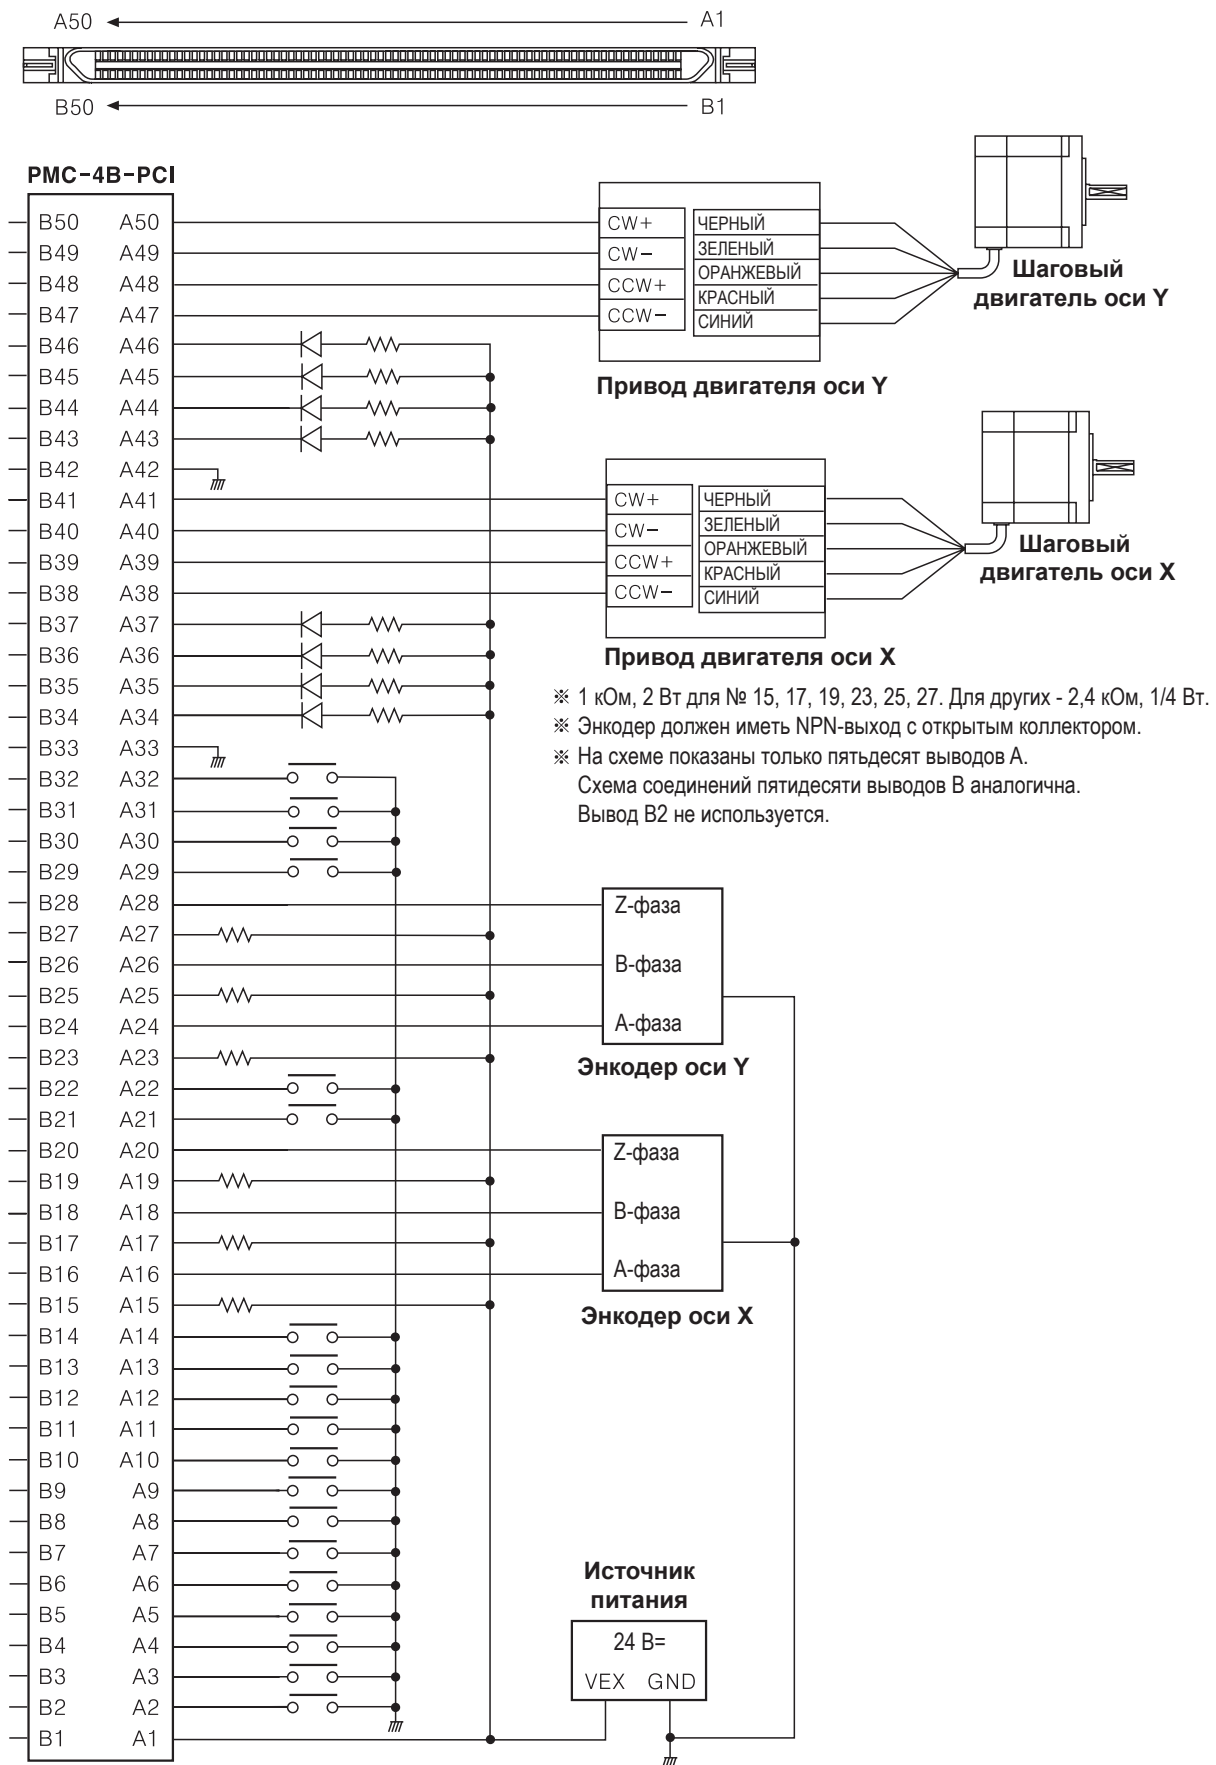 A50 A1
B50 B1
PMC-4B-PCI
B50 A50
B49 A49
B48 A48
B47 A47
B46 A46
B45 A45
B44 A44
B43 A43
B42 A42
B41 A41
B40 A40
B39 A39
B38 A38
B37 A37
B36 A36
B35 A35
B34 A34
B33 A33
B32 A32
B31 A31
B30 A30
B29 A29
B28 A28
B27 A27
B26 A26
B25 A25
B24 A24
B23 A23
B22 A22
B21 A21
B20 A20
B19 A19
B18 A18
B17 A17
B16 A16
B15 A15
B14 A14
B13 A13
B12 A12
B11 A11
B10 A10
B9 A9
B8 A8
B7 A7
B6 A6
B5 A5
B4 A4
B3 A3
B2 A2
B1 A1
CW+ ЧЕРНЫЙ
CW- ЗЕЛЕНЫЙ
ОРАНЖЕВЫЙ
CCW+
КРАСНЫЙ
CCW- СИНИЙ
Привод двигателя оси Y
Шаговый
двигатель оси Y
CW+ ЧЕРНЫЙ
CW- ЗЕЛЕНЫЙ
ОРАНЖЕВЫЙ
CCW+
КРАСНЫЙ
CCW- СИНИЙ
Привод двигателя оси X
Шаговый
двигатель оси X
※ 1 кОм, 2 Вт для № 15, 17, 19, 23, 25, 27. Для других - 2,4 кОм, 1/4 Вт.
※ Энкодер должен иметь NPN-выход с открытым коллектором.
※ На схеме показаны только пятьдесят выводов А.
Схема соединений пятидесяти выводов В аналогична.
Вывод В2 не используется.
Z-фаза
B-фаза
A-фаза
Энкодер оси Y
Z-фаза
B-фаза
A-фаза
Энкодер оси X
Источник
питания
24 В=
VEX GND